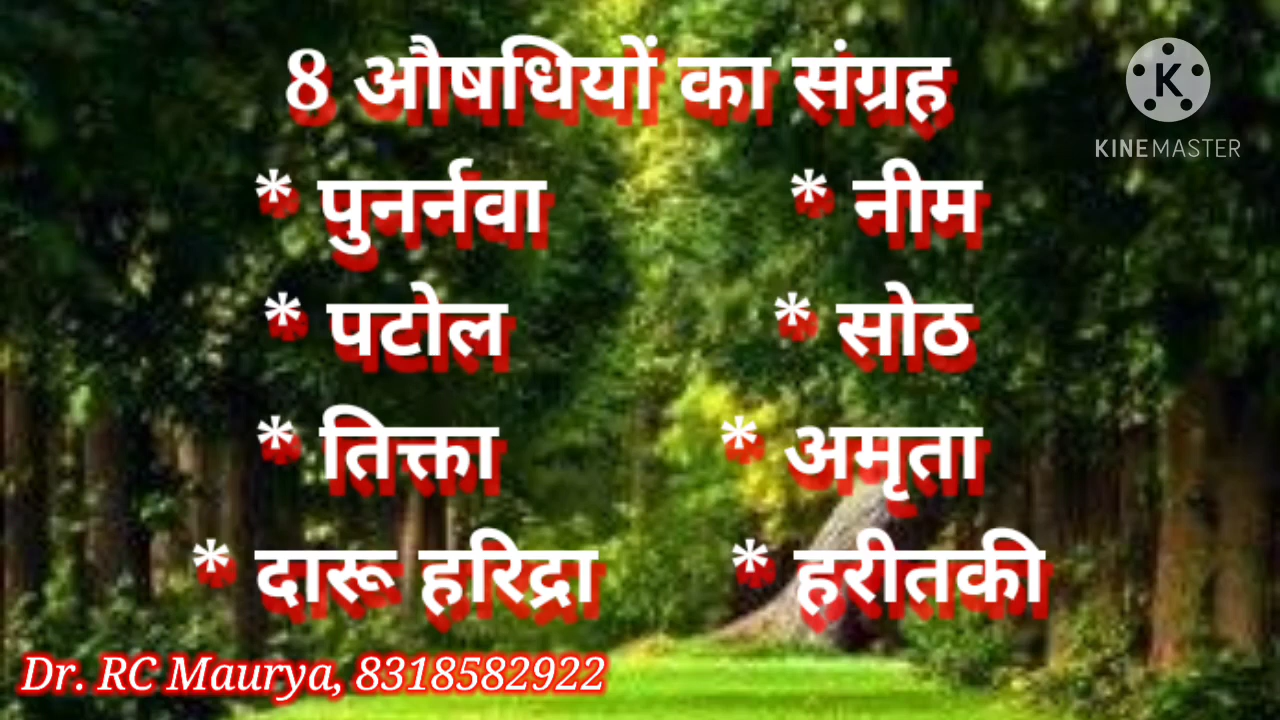 8 औषधियों का संग्रह
KINEMASTER
* पुनर्नवा * नीम
* पटोल * सोठ
* तिक्ता * अमृता
* दारू हरिद्रा * हरीतकी
Dr. RC Maurya, 8318582922